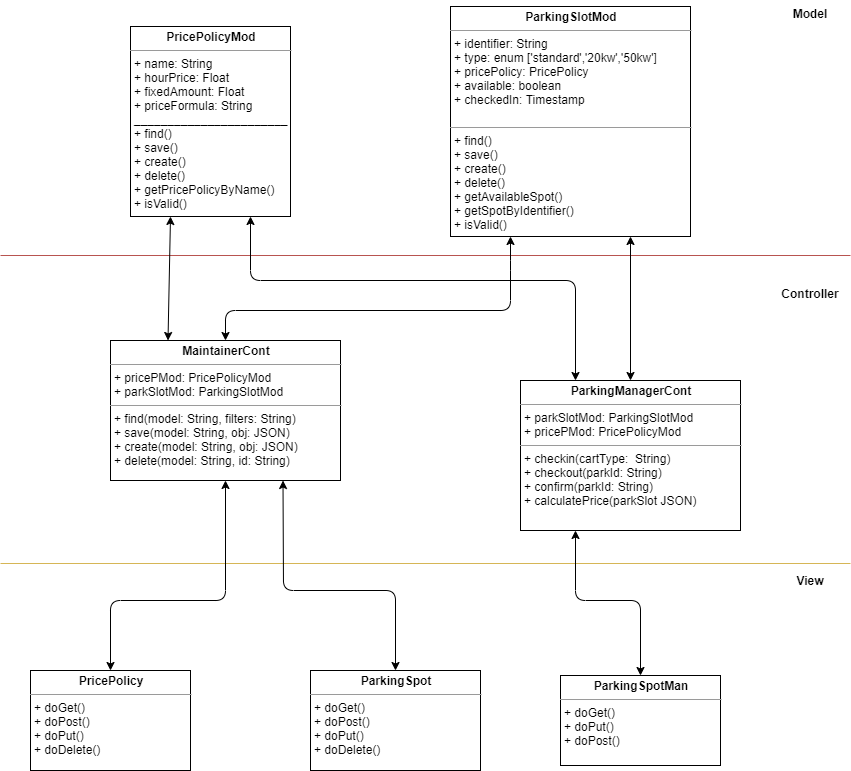 Model
PricePolicyMod
+ name: String
+ hourPrice: Float
+ fixedAmount: Float
+ priceFormula: String
+ find()
+ save()
+ create()
+ delete()
+ getPricePolicyByName()
+ isValid()
ParkingSlotMod
+ identifier: String
+ type: enum ['standard','20kw','50kw']
+ pricePolicy: PricePolicy
+ available: boolean
+ checkedIn: Timestamp
+ find()
+ save()
+ create()
+ delete()
+ getAvailableSpot()
+ getSpotByIdentifier()
+ isValid()
Controller
MaintainerCont
+ pricePMod: PricePolicyMod
+ parkSlotMod: ParkingSlotMod
+ find(model: String, filters: String)
+ save(model: String, obj: JSON)
+ create(model: String, obj: JSON)
+ delete(model: String, id: String)
ParkingManagerCont
+ parkSlotMod: ParkingSlotMod
+ pricePMod: PricePolicyMod
+ checkin(cartType:  String)
+ checkout(parkId: String)
+ confirm(parkId: String)
+ calculatePrice(parkSlot JSON)
View
PricePolicy
+ doGet()
+ doPost()
+ doPut()
+ doDelete()
ParkingSpot
+ doGet()
+ doPost()
+ doPut()
+ doDelete()
ParkingSpotMan
+ doGet()
+ doPut()
+ doPost()